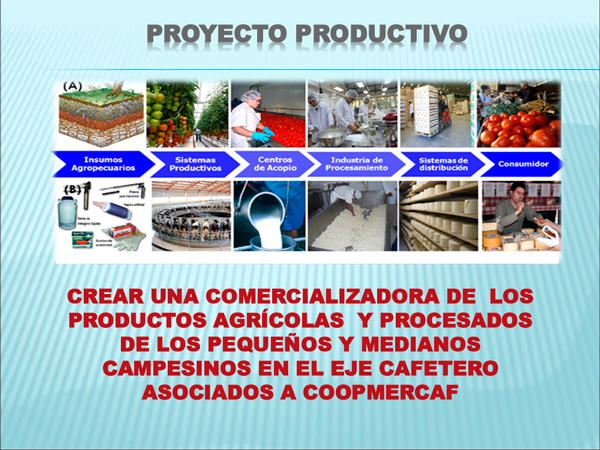 PROYECTO PRODUCTIVO
(A)
Insumos
Agropecuarios
Sistemas
Productivos
Centros
de Acopio
Industria de
Procesamiento
Sistemas de
distribución
Consumidor
(B)
CREAR UNA COMERCIALIZADORA DE LOS
PRODUCTOS AGRÍCOLAS Y PROCESADOS
DE LOS PEQUEÑOS Y MEDIANOS
CAMPESINOS EN EL EJE CAFETERO
ASOCIADOS A COOPMERCAF